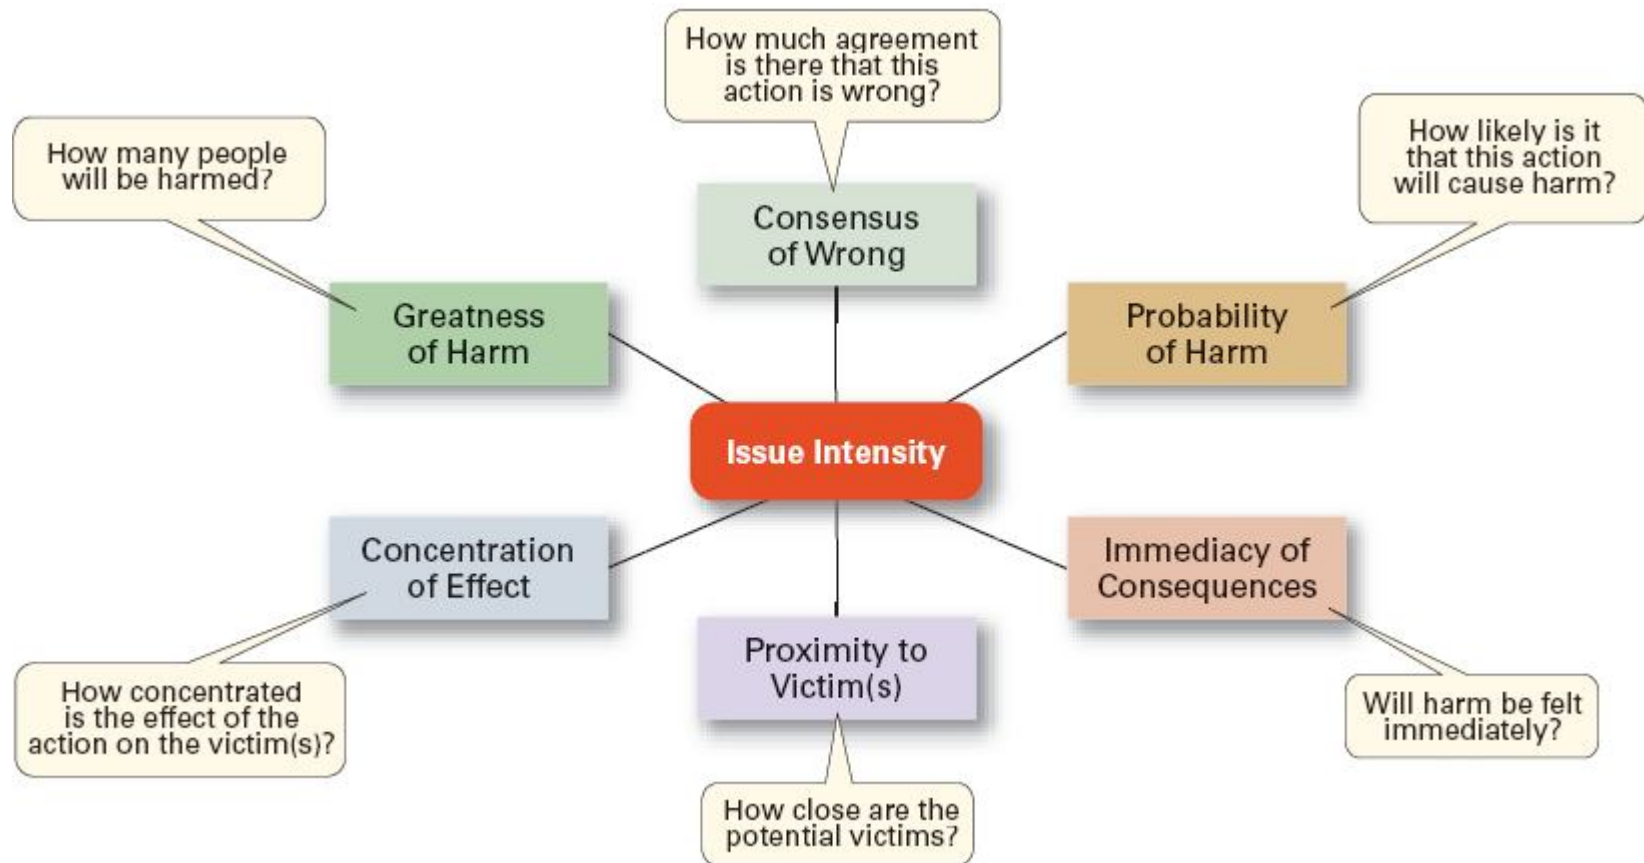 How much agreement
is there that this
action is wrong?
How many people
will be harmed?
How likely is it
that this action
will cause harm?
Consensus
of Wrong
Greatness
of Harm
Probability
of Harm
Issue Intensity
Concentration
of Effect
Immediacy of
Consequences
Proximity to
Victim(s)
How concentrated
is the effect of the
action on the victim(s)?
Will harm be felt
immediately?
How close are the
potential victims?